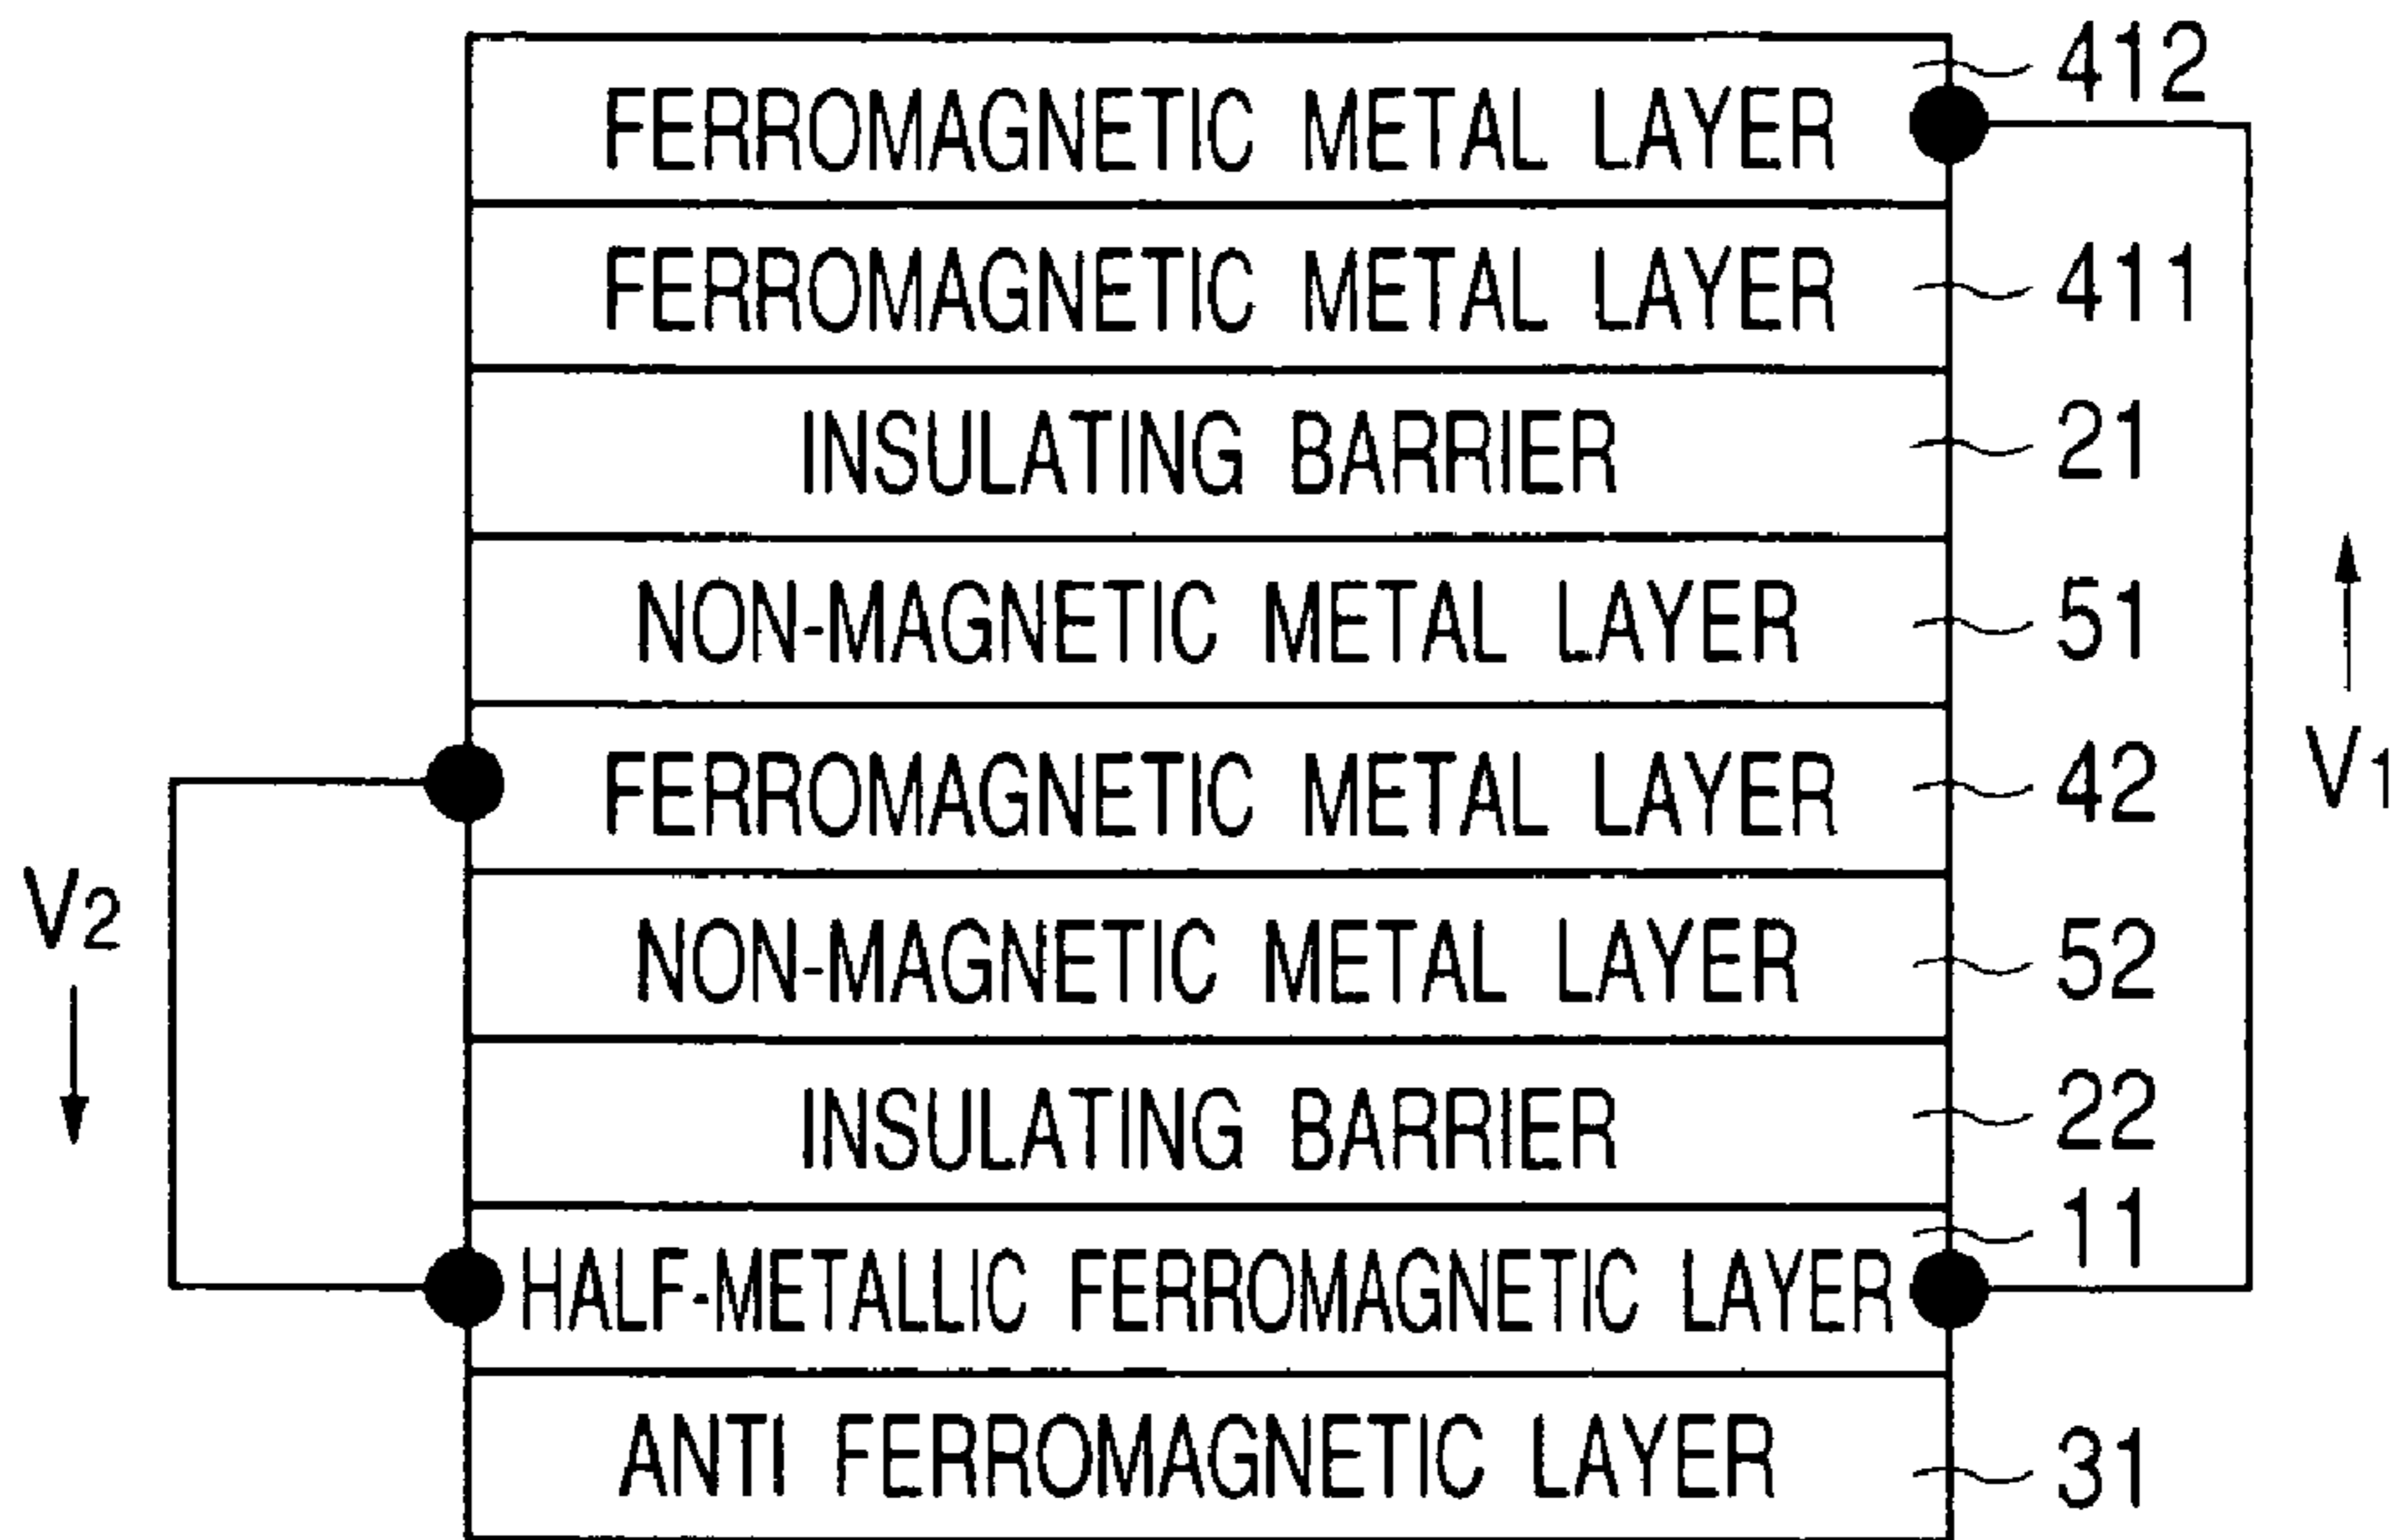 FERROMAGNETIC METAL LAYER 412
FERROMAGNETIC METAL LAYER 411
INSULATING BARRIER 21
NON-MAGNETIC METAL LAYER 51
FERROMAGNETIC METAL LAYER 42
V1
V2
NON-MAGNETIC METAL LAYER 52
INSULATING BARRIER 22
HALF-METALLIC FERROMAGNETIC LAYER 11
ANTI FERROMAGNETIC LAYER 31